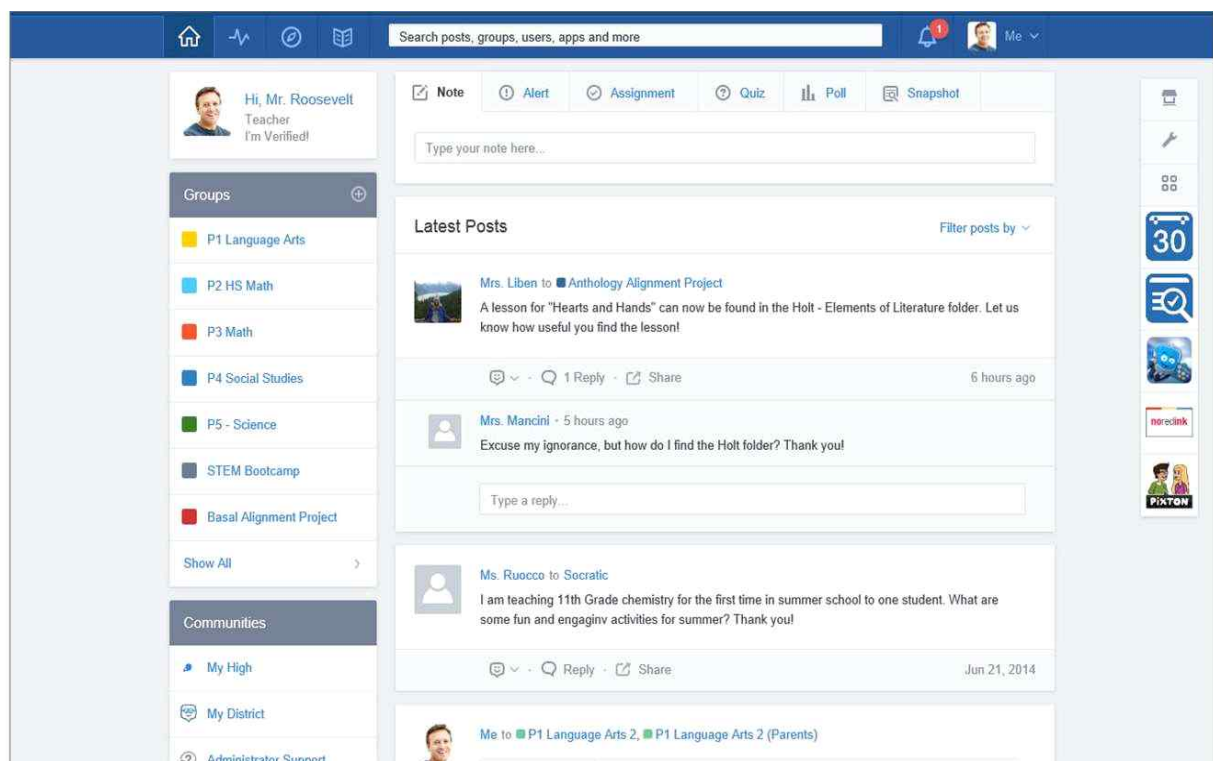 Search posts, groups, users, apps and more
1
Me
Hi, Mr. Roosevelt
Teacher
I'm Verified!
Groups
P1 Language Arts
P2 HS Math
P3 Math
P4 Social Studies
P5 - Science
STEM Bootcamp
Basal Alignment Project
Show All
Communities
My High
My District
Administrator Support
Note Alert Assignment Quiz Poll Snapshot
Type your note here...
Latest Posts Filter posts by
Mrs. Liben to Anthology Alignment Project
A lesson for "Hearts and Hands" can now be found in the Holt - Elements of Literature folder. Let us
know how useful you find the lesson!
1 Reply · Share 6 hours ago
Mrs. Mancini · 5 hours ago
Excuse my ignorance, but how do I find the Holt folder? Thank you!
Type a reply...
Ms. Ruocco to Socratic
I am teaching 11th Grade chemistry for the first time in summer school to one student. What are
some fun and engaginv activities for summer? Thank you!
Reply · Share Jun 21, 2014
Me to P1 Language Arts 2, P1 Language Arts 2 (Parents)
30
noredink
PIXTON